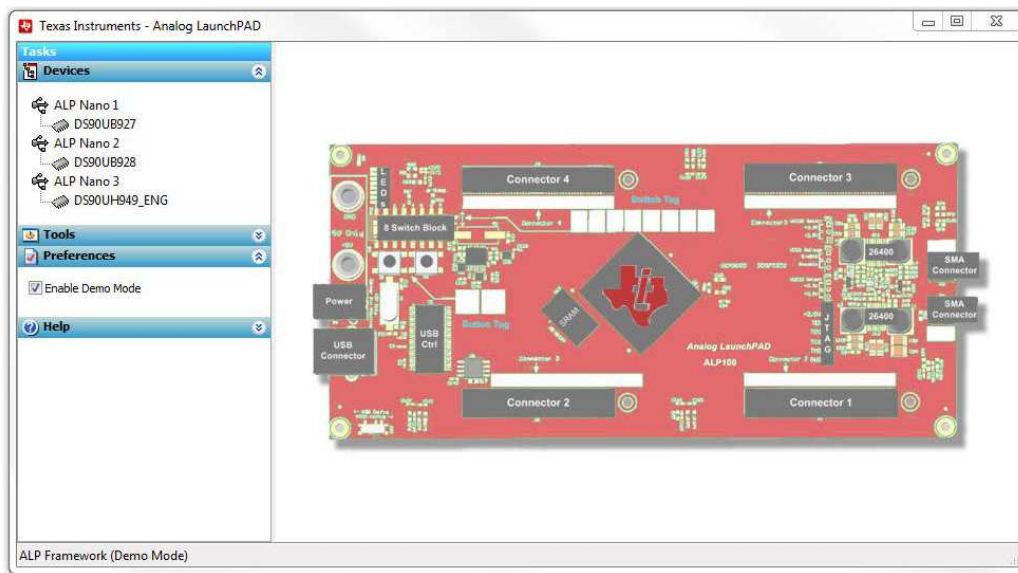 Texas Instruments - Analog LaunchPAD
Tasks
Devices
ALP Nano 1
DS90UB927
ALP Nano 2
DS90UB928
ALP Nano 3
DS90UH949_ENG
Tools
Preferences
Enable Demo Mode
Help
LEDs
Connector 4
Connector 3
Switch Tag
8 Switch Block
Connector 4
26400
SMA
Connector
Power
SRAM
SMA
Connector
26400
Button Tag
USB
Ctrl
JTAG
USB
Connector
Analog LaunchPAD
ALP100
Connector 2
Connector 1
ALP Framework (Demo Mode)